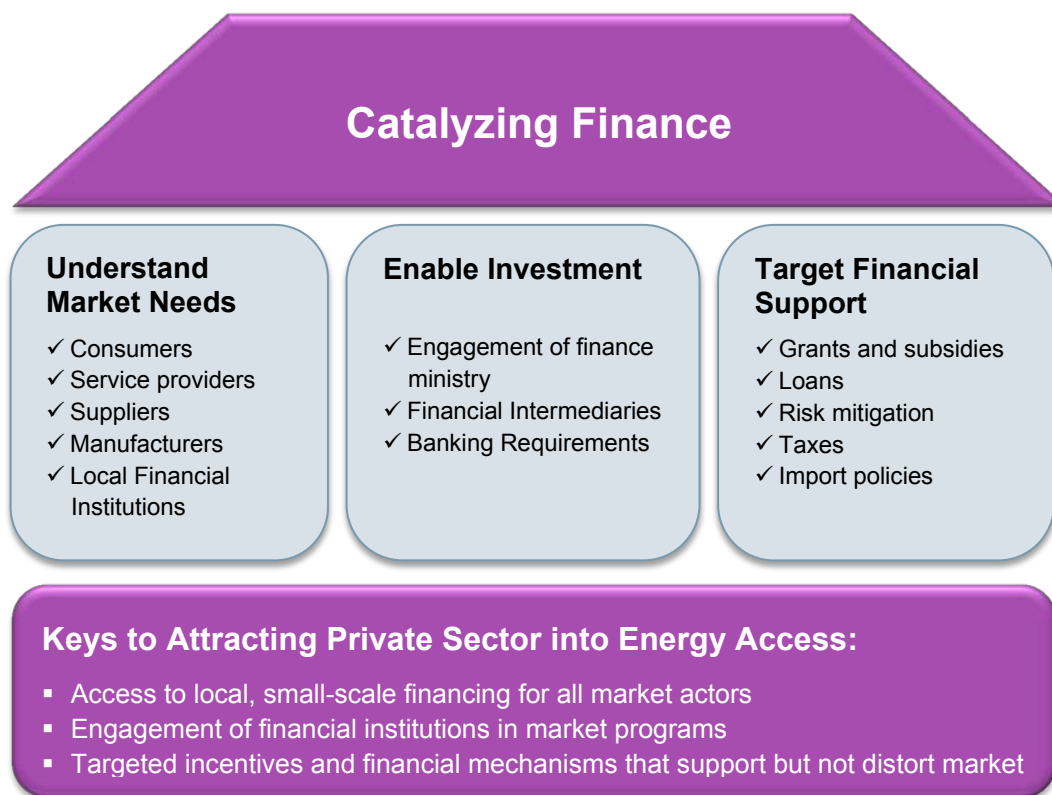 Catalyzing Finance
Understand
Market Needs
✓ Consumers
✓ Service providers
✓ Suppliers
✓ Manufacturers
✓ Local Financial
Institutions
Enable Investment
✓ Engagement of finance
ministry
✓ Financial Intermediaries
✓ Banking Requirements
Target Financial
Support
✓ Grants and subsidies
✓ Loans
✓ Risk mitigation
✓ Taxes
✓ Import policies
Keys to Attracting Private Sector into Energy Access:
▪ Access to local, small-scale financing for all market actors
▪ Engagement of financial institutions in market programs
▪ Targeted incentives and financial mechanisms that support but not distort market